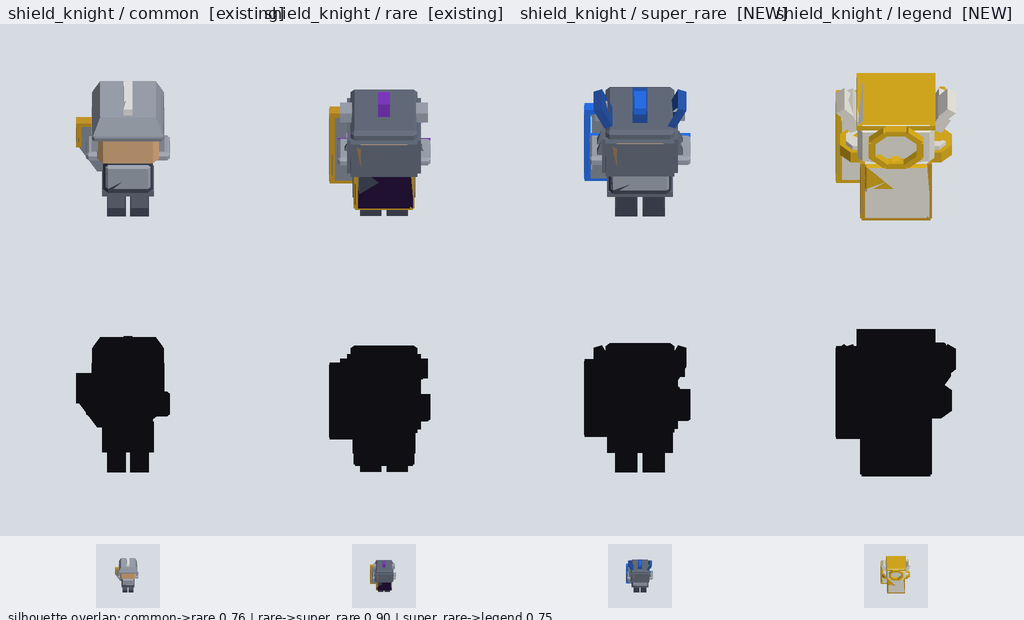 shield_knight / common [existing]
shield_knight / rare [existing]
shield_knight / super_rare [NEW]
shield_knight / legend [NEW]
silhouette overlap: common->rare 0.76 | rare->super_rare 0.90 | super_rare->legend 0.75